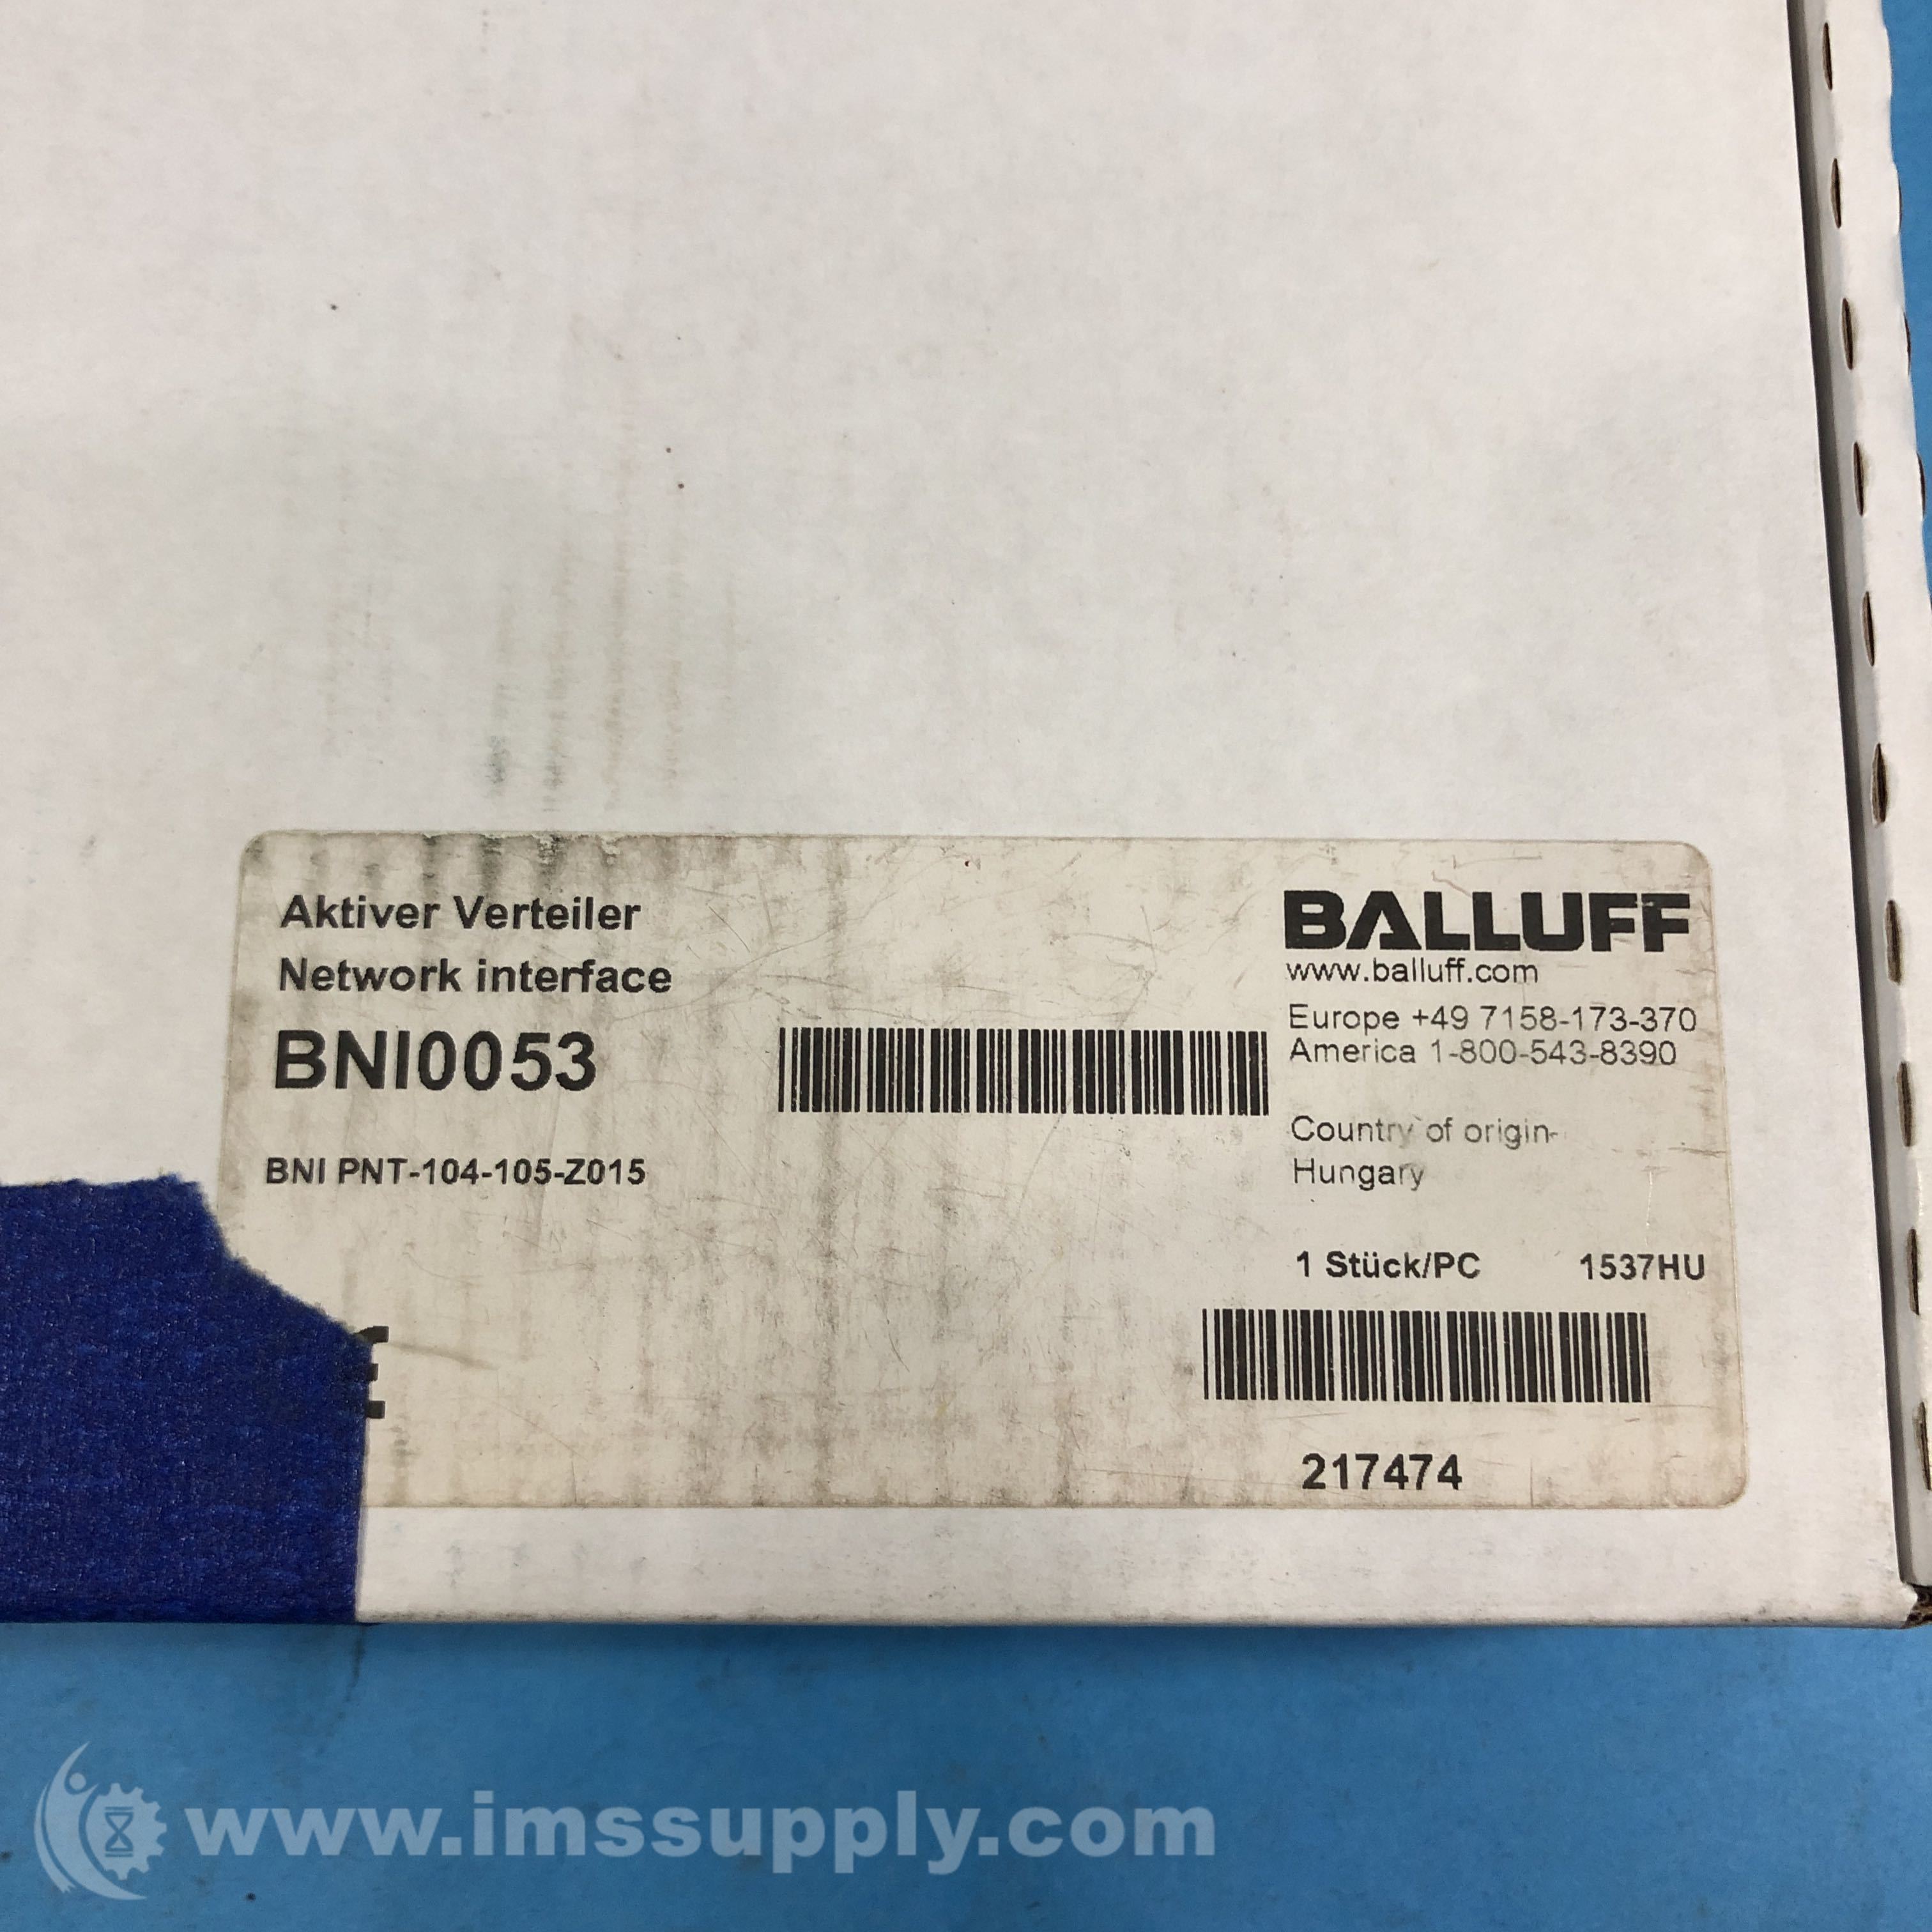 Aktiver Verteiler
Network interface
BNI0053
BNI PNT-104-105-Z015
BALLUFF
www.balluff.com
Europe +49 7158-173-370
America 1-800-543-8390
Country of origin
Hungary
1 Stück/PC 1537HU
217474
www.imssupply.com